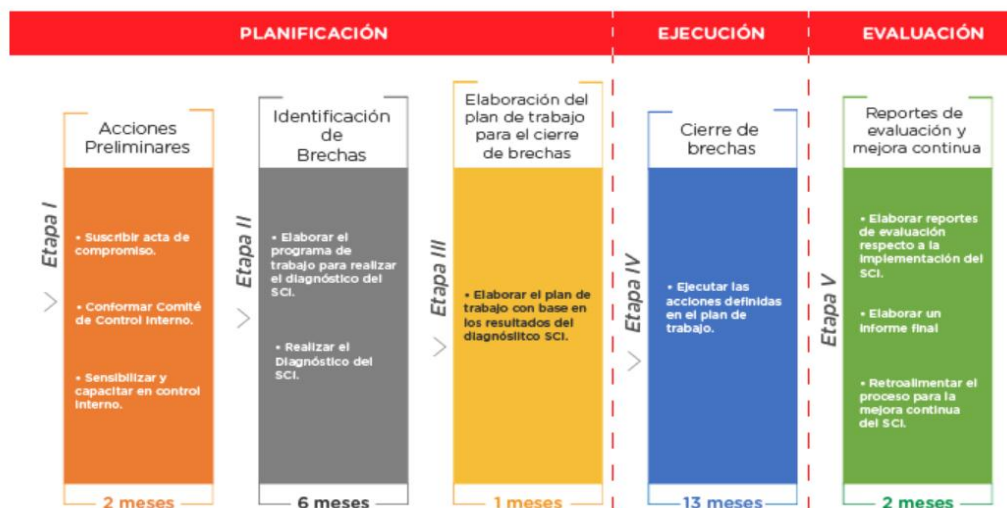 PLANIFICACIÓN
EJECUCIÓN
EVALUACIÓN
Etapa I
Acciones
Preliminares
• Suscribir acta de
compromiso.
• Conformar Comité
de Control Interno.
• Sensibilizar y
capacitar en control
interno.
2 meses
Etapa II
Identificación
de
Brechas
• Elaborar el
programa de
trabajo para realizar
el diagnóstico del
SCI.
• Realizar el
Diagnóstico del
SCI.
6 meses
Etapa III
Elaboración del
plan de trabajo
para el cierre
de brechas
• Elaborar el plan de
trabajo con base en
los resultados del
diagnóslitco SCI.
1 meses
Etapa IV
Cierre de
brechas
• Ejecutar las
acciones definidas
en el plan de
trabajo.
13 meses
Etapa V
Reportes de
evaluación y
mejora continua
• Elaborar reportes
de evaluación
respecto a la
implementación del
SCI.
• Elaborar un
informe final
• Retroalimentar el
proceso para la
mejora continua
del SCI.
2 meses